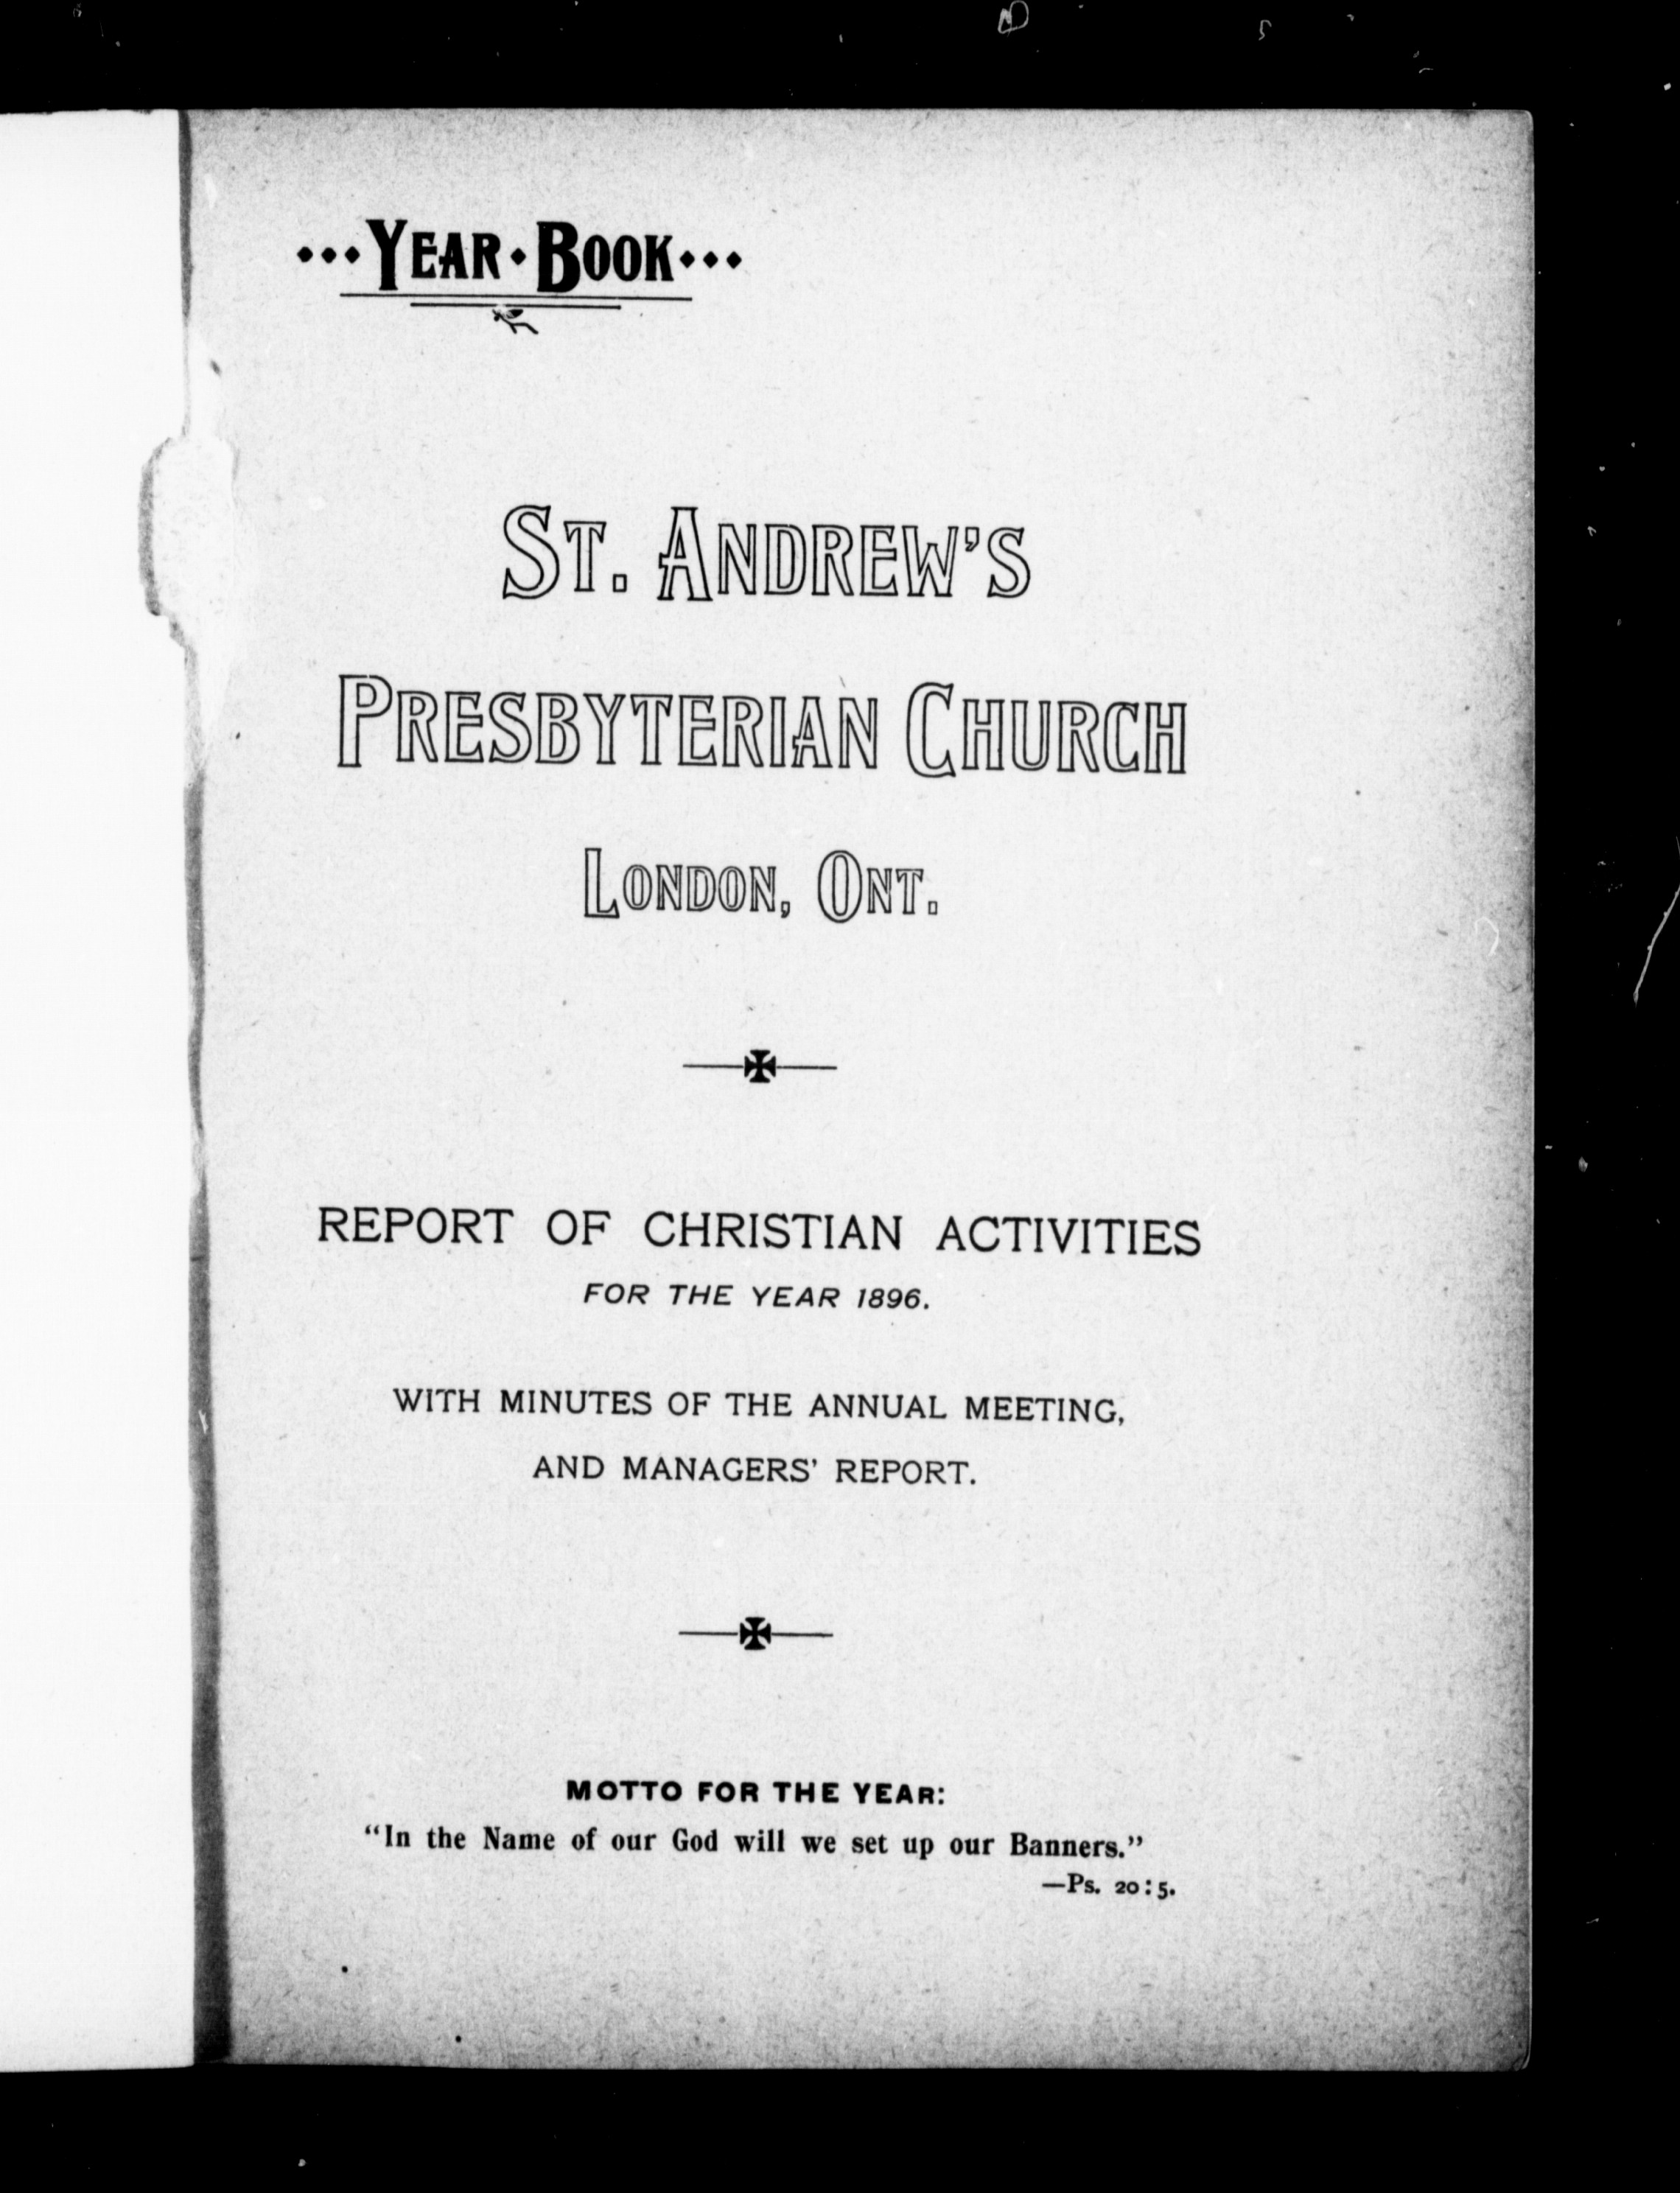 YEAR · BOOK
ST. ANDREW'S
PRESBYTERIAN CHURCH
LONDON, ONT.
REPORT OF CHRISTIAN ACTIVITIES
FOR THE YEAR 1896.
WITH MINUTES OF THE ANNUAL MEETING,
AND MANAGERS' REPORT.
MOTTO FOR THE YEAR:
"In the Name of our God will we set up our Banners."
—Ps. 20:5.